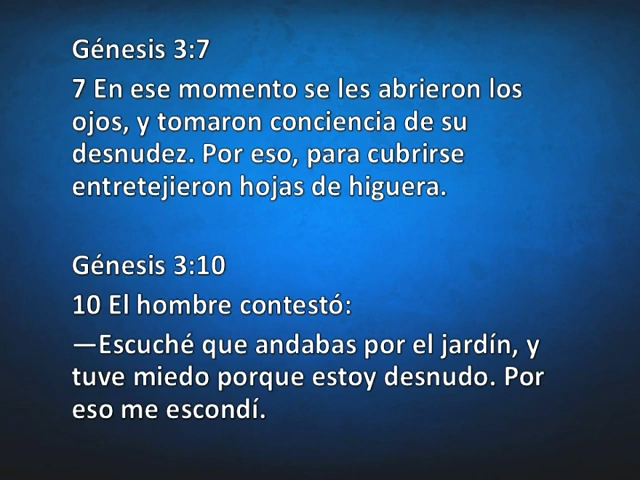 Génesis 3:7
7 En ese momento se les abrieron los
ojos, y tomaron conciencia de su
desnudez. Por eso, para cubrirse
entretejieron hojas de higuera.
Génesis 3:10
10 El hombre contestó:
—Escuché que andabas por el jardín, y
tuve miedo porque estoy desnudo. Por
eso me escondí.